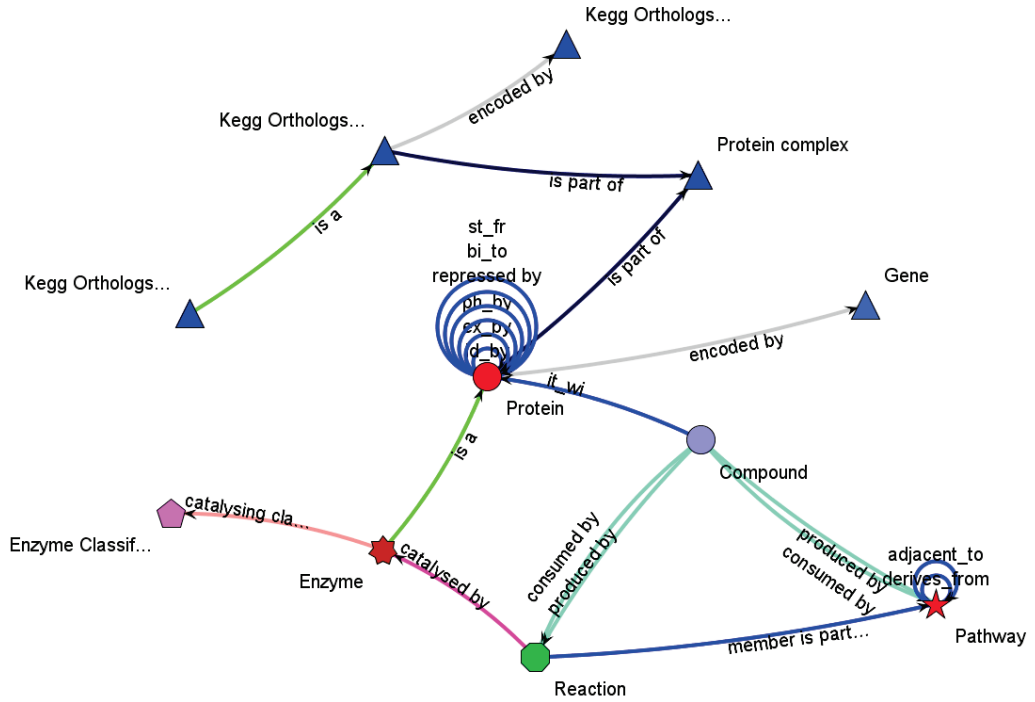 Kegg Orthologs…
encoded by
Kegg Orthologs…
Protein complex
is part of
is a
st_fr
bi_to
repressed by
ph_by
ex_by
d_by
is part of
Kegg Orthologs…
Gene
encoded by
it_wi
Protein
is a
Compound
catalysing cla…
Enzyme Classif…
Enzyme
catalysed by
consumed by
produced by
produced by
consumed by
adjacent_to
derives_from
member is part…
Pathway
Reaction